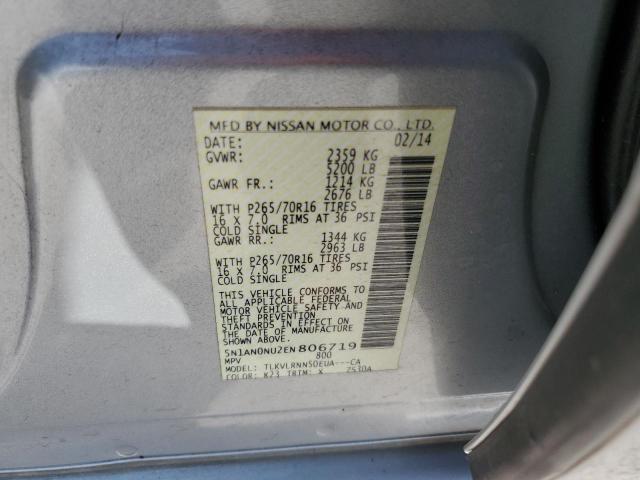 MFD BY NISSAN MOTOR CO., LTD.
DATE: 02/14
GVWR: 2359 KG
5200 LB
GAWR FR.: 1214 KG
2676 LB
WITH P265/70R16 TIRES
16 X 7.0 RIMS AT 36 PSI
COLD SINGLE
GAWR RR.: 1344 KG
2963 LB
WITH P265/70R16 TIRES
16 X 7.0 RIMS AT 36 PSI
COLD SINGLE
THIS VEHICLE CONFORMS TO
ALL APPLICABLE FEDERAL
MOTOR VEHICLE SAFETY AND
THEFT PREVENTION
STANDARDS IN EFFECT ON
THE DATE OF MANUFACTURE
SHOWN ABOVE.
5N1AN0NU2EN806719
MPV 800
MODEL: TLKVLRNN50EUA---CA
COLOR: K23 TRIM: X 7530A